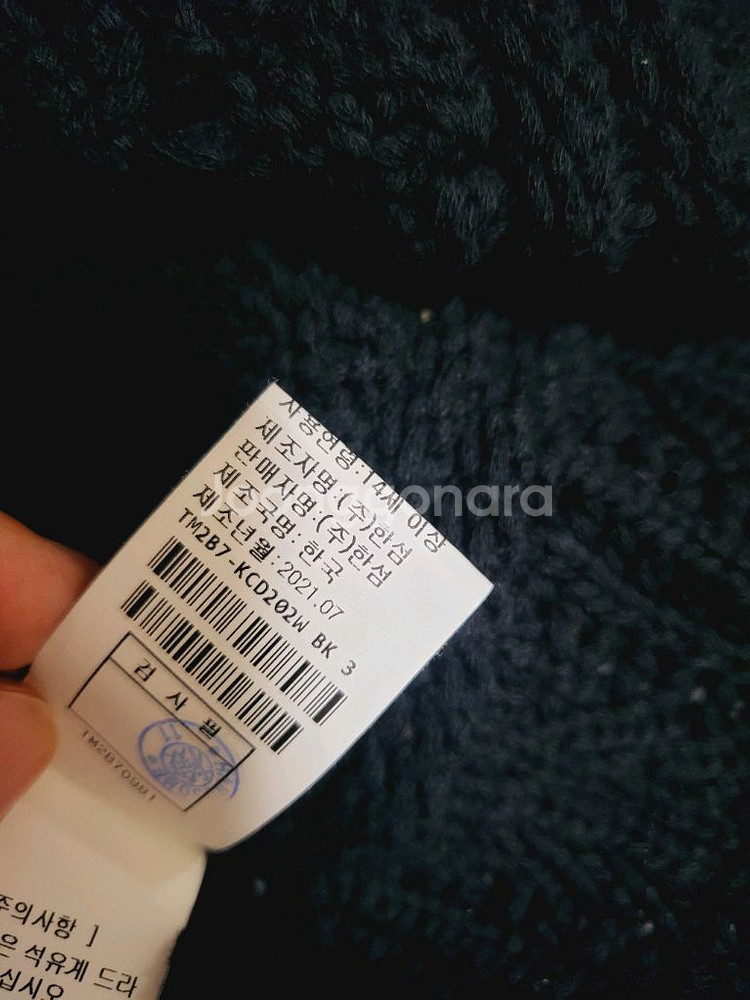 사용연령:14세 이상
제조자명:(주)한섬
판매자명:(주)한섬
제조국명:한국
제조년월:2021.07
TM2B7-KCD202W BK 3
검 사 필
TM2B709B1
주의사항 ]
은 석유계 드라
십시오
Joonggonara